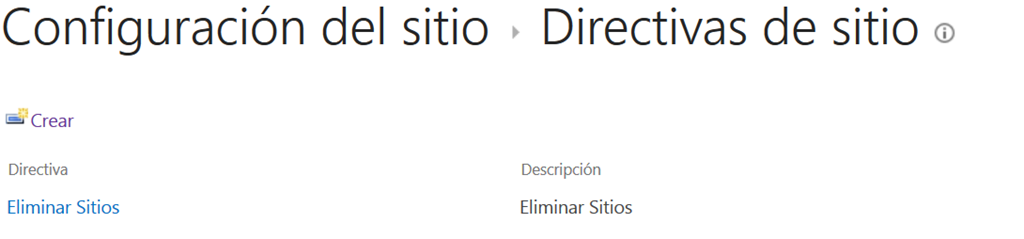 Configuración del sitio ▸ Directivas de sitio
Crear
Directiva Descripción
Eliminar Sitios Eliminar Sitios